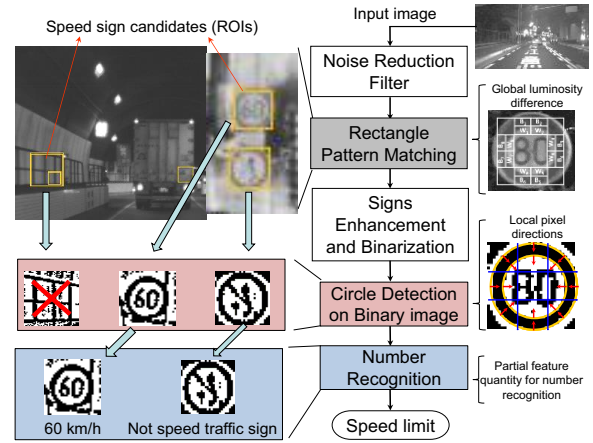 Input image
Speed sign candidates (ROIs)
Noise Reduction
Filter
Global luminosity
difference
60
80
Rectangle
Pattern Matching
Signs
Enhancement
and Binarization
Local pixel
directions
60
Circle Detection
on Binary image
60
Number
Recognition
Partial feature
quantity for number
recognition
60 km/h
Not speed traffic sign
Speed limit